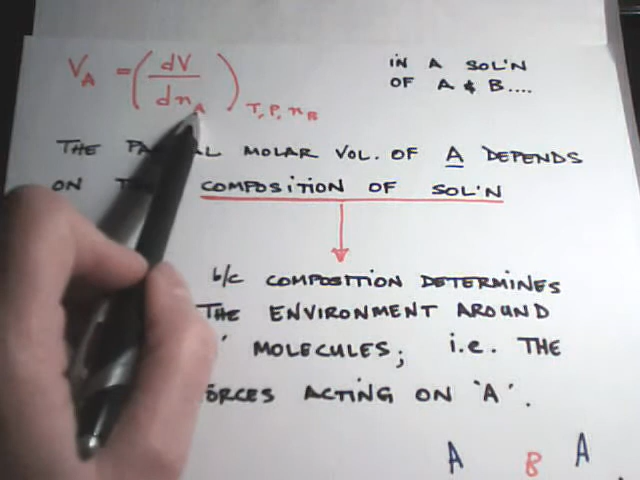 V_A = (dV/dn_A)_T,P,n_B
IN A SOL'N
OF A & B....
THE PA L MOLAR VOL. OF A DEPENDS
ON COMPOSITION OF SOL'N
b/c COMPOSITION DETERMINES
THE ENVIRONMENT AROUND
' MOLECULES; i.e. THE
ORCES ACTING ON 'A'.
A B A